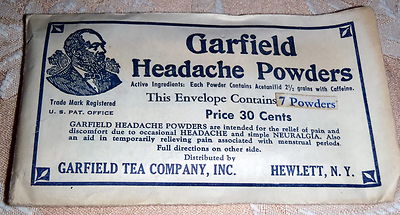 Garfield
Headache Powders
Active Ingredients: Each Powder Contains Acetanilid 2½ grains with Caffeine.
Trade Mark Registered
U. S. PAT. OFFICE
This Envelope Contains 7 Powders
Price 30 Cents
GARFIELD HEADACHE POWDERS are intended for the relief of pain and
discomfort due to occasional HEADACHE and simple NEURALGIA. Also
an aid in temporarily relieving pain associated with menstrual periods.
Full directions on other side.
Distributed by
GARFIELD TEA COMPANY, INC. HEWLETT, N. Y.